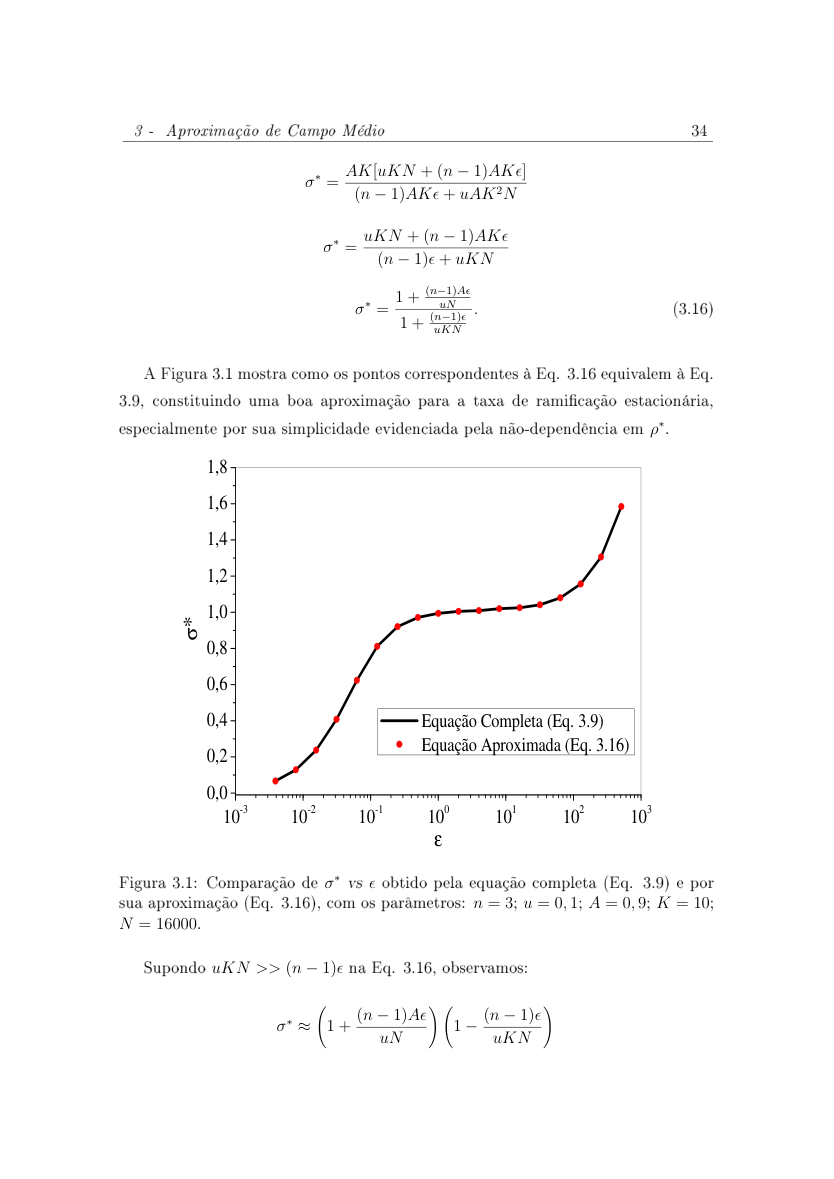 3 - Aproximação de Campo Médio 34
σ* = AK[uKN + (n − 1)AKϵ] / (n − 1)AKϵ + uAK²N
σ* = uKN + (n − 1)AKϵ / (n − 1)ϵ + uKN
σ* = 1 + (n−1)Aϵ / uN / 1 + (n−1)ϵ / uKN . (3.16)
A Figura 3.1 mostra como os pontos correspondentes à Eq. 3.16 equivalem à Eq.
3.9, constituindo uma boa aproximação para a taxa de ramificação estacionária,
especialmente por sua simplicidade evidenciada pela não-dependência em ρ*.
1,8
1,6
1,4
1,2
1,0
0,8
0,6
0,4
0,2
0,0
σ*
Equação Completa (Eq. 3.9)
Equação Aproximada (Eq. 3.16)
10⁻³ 10⁻² 10⁻¹ 10⁰ 10¹ 10² 10³
ε
Figura 3.1: Comparação de σ* vs ϵ obtido pela equação completa (Eq. 3.9) e por
sua aproximação (Eq. 3.16), com os parâmetros: n = 3; u = 0, 1; A = 0, 9; K = 10;
N = 16000.
Supondo uKN >> (n − 1)ϵ na Eq. 3.16, observamos:
σ* ≈ (1 + (n − 1)Aϵ / uN) (1 − (n − 1)ϵ / uKN)